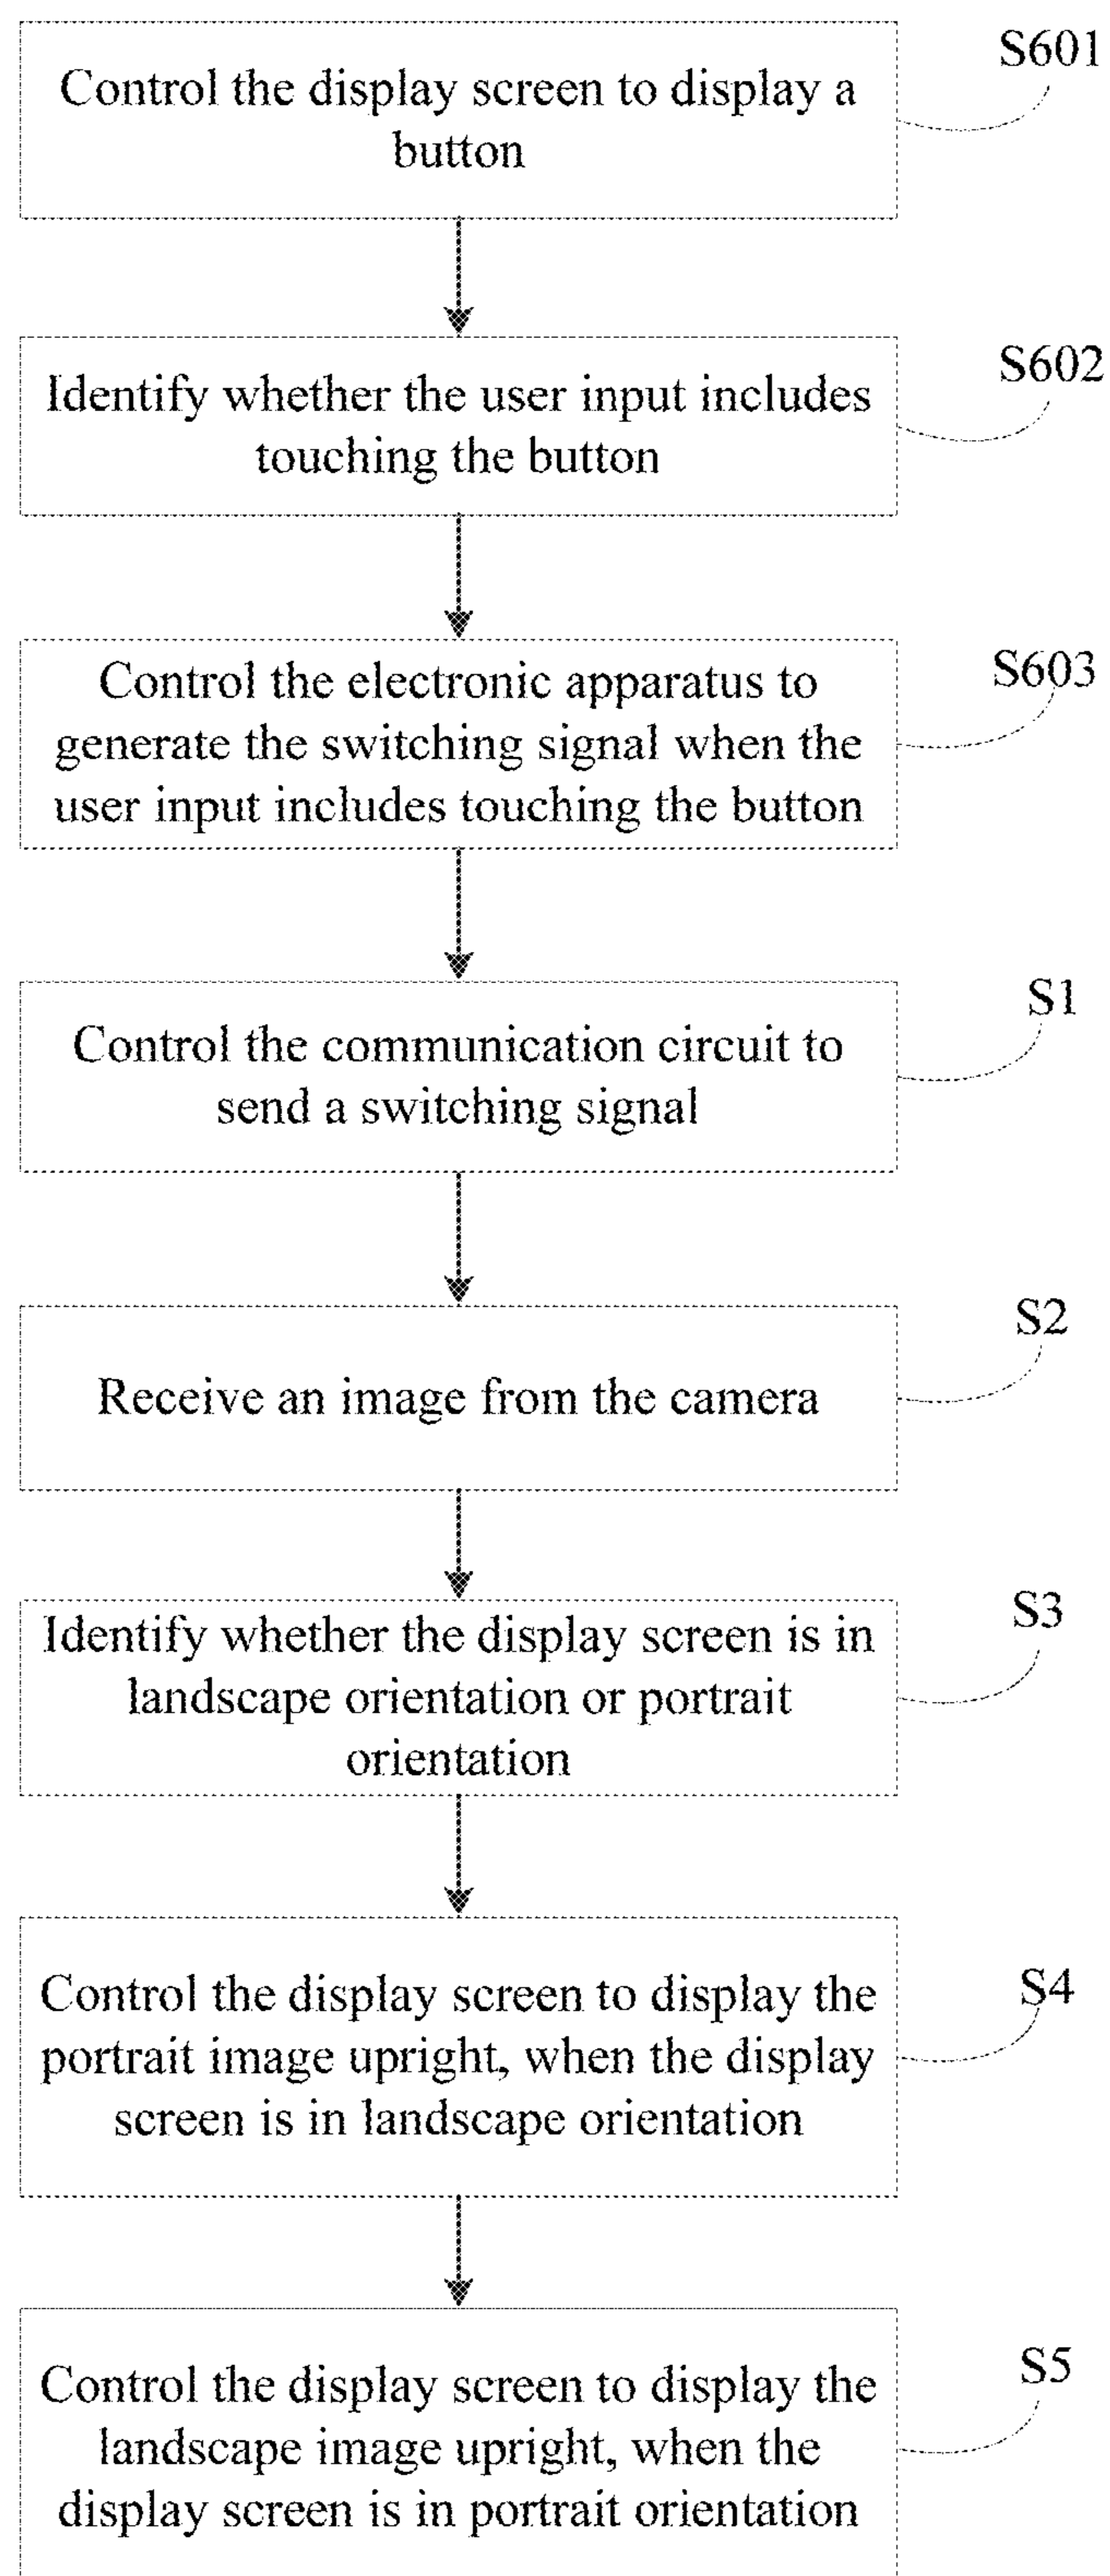 S601
Control the display screen to display a
button
S602
Identify whether the user input includes
touching the button
S603
Control the electronic apparatus to
generate the switching signal when the
user input includes touching the button
S1
Control the communication circuit to
send a switching signal
S2
Receive an image from the camera
S3
Identify whether the display screen is in
landscape orientation or portrait
orientation
S4
Control the display screen to display the
portrait image upright, when the display
screen is in landscape orientation
S5
Control the display screen to display the
landscape image upright, when the
display screen is in portrait orientation